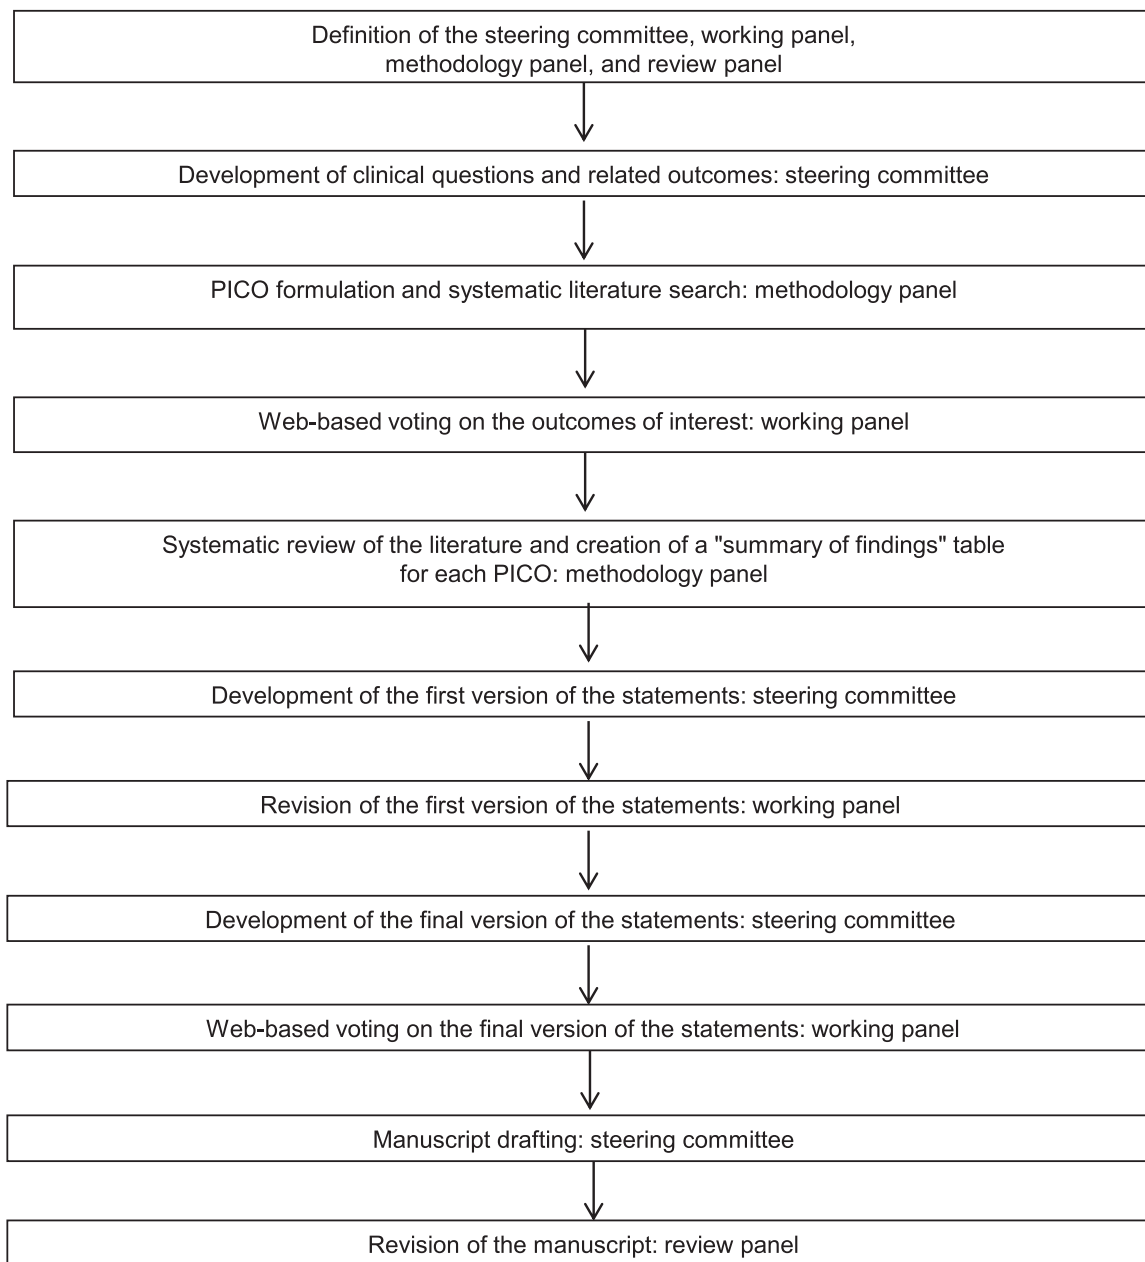 Definition of the steering committee, working panel,
methodology panel, and review panel
Development of clinical questions and related outcomes: steering committee
PICO formulation and systematic literature search: methodology panel
Web-based voting on the outcomes of interest: working panel
Systematic review of the literature and creation of a "summary of findings" table
for each PICO: methodology panel
Development of the first version of the statements: steering committee
Revision of the first version of the statements: working panel
Development of the final version of the statements: steering committee
Web-based voting on the final version of the statements: working panel
Manuscript drafting: steering committee
Revision of the manuscript: review panel